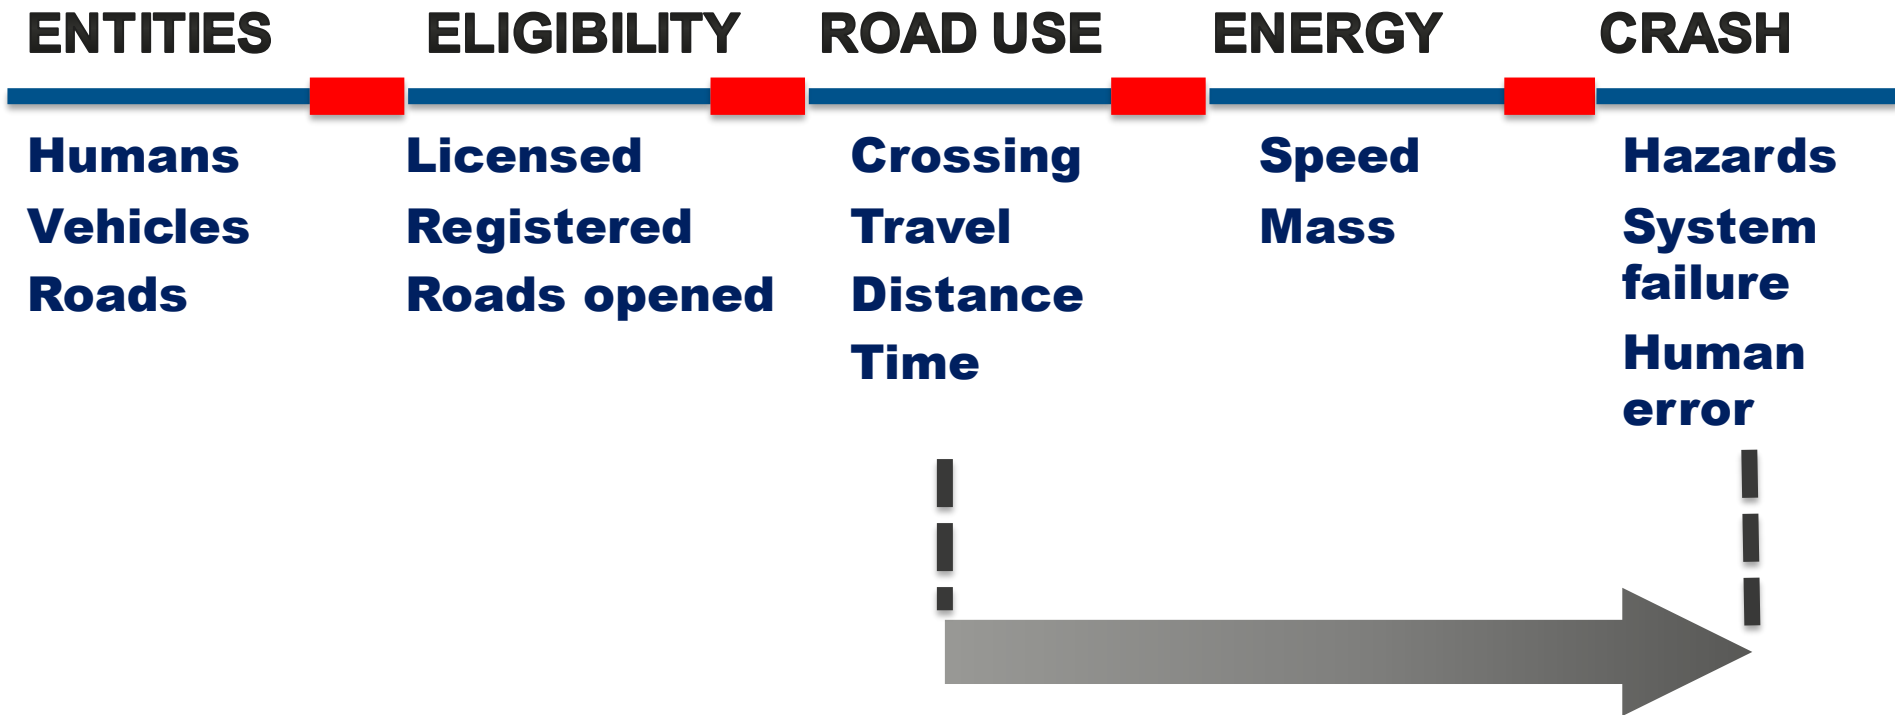 ENTITIES ELIGIBILITY ROAD USE ENERGY CRASH
Humans
Vehicles
Roads
Licensed
Registered
Roads opened
Crossing
Travel
Distance
Time
Speed
Mass
Hazards
System
failure
Human
error